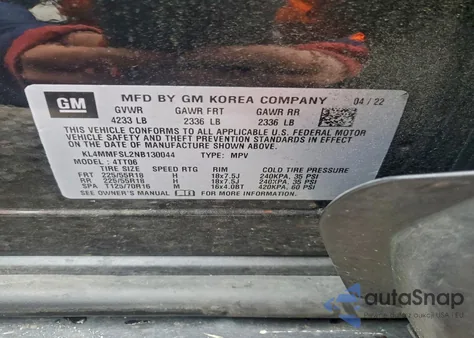 GM
MFD BY GM KOREA COMPANY 04/22
GVWR GAWR FRT GAWR RR
4233 LB 2336 LB 2336 LB
THIS VEHICLE CONFORMS TO ALL APPLICABLE U.S. FEDERAL MOTOR
VEHICLE SAFETY AND THEFT PREVENTION STANDARDS IN EFFECT
ON THE DATE OF MANUFACTURE SHOWN ABOVE.
KL4MMFSL2NB130044 TYPE: MPV
MODEL: 4TT06
TIRE SIZE SPEED RTG RIM COLD TIRE PRESSURE
FRT 225/55R18 H 18x7.5J 240KPA, 35 PSI
RR 225/55R18 H 18x7.5J 240KPA, 35 PSI
SPA T125/70R16 M 16x4.0BT 420KPA, 60 PSI
SEE OWNER'S MANUAL FOR MORE INFORMATION.
autoSnap